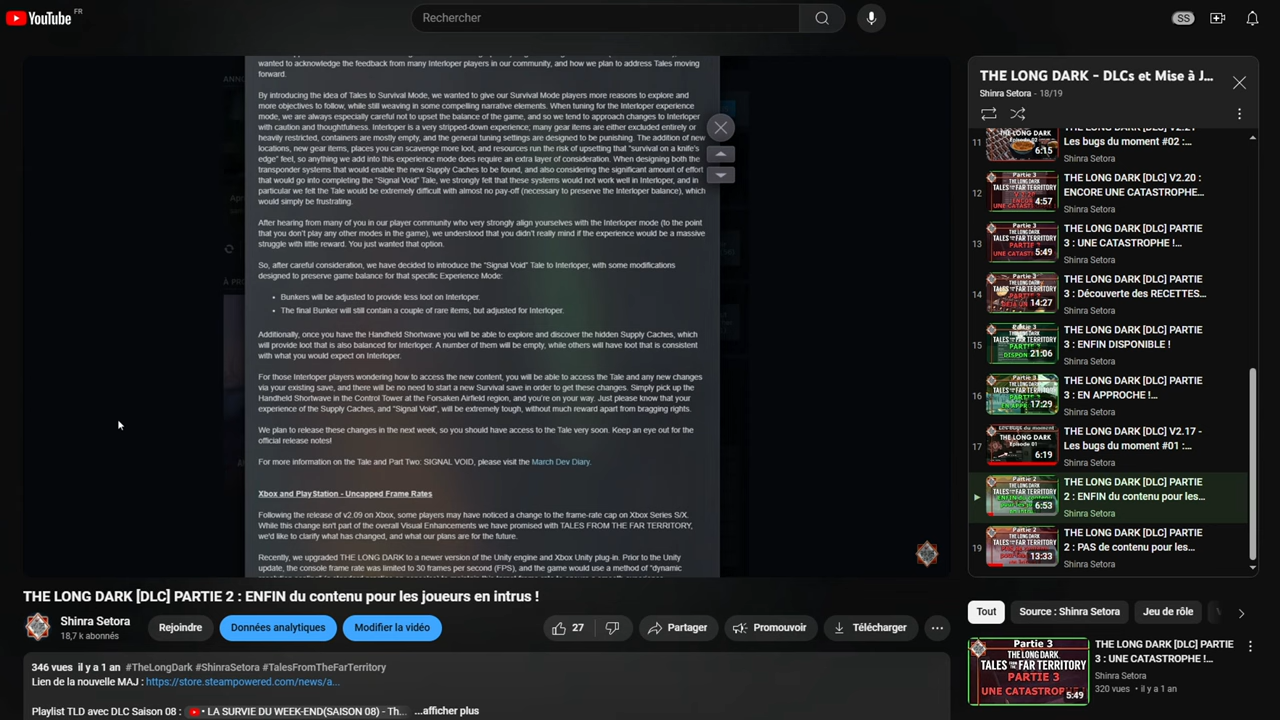 YouTube FR
Rechercher
SS
wanted to acknowledge the feedback from many Interloper players in our community, and how we plan to address Tales moving
forward.
By introducing the idea of Tales to Survival Mode, we wanted to give our Survival Mode players more reasons to explore and
more objectives to follow, while still weaving in some compelling narrative elements. When tuning for the Interloper experience
mode, we are always especially careful not to upset the balance of the game, and so we tend to approach changes to Interloper
with caution and thoughtfulness. Interloper is a very stripped-down experience; many gear items are either excluded entirely or
heavily restricted, containers are mostly empty, and the general tuning settings are designed to be punishing. The addition of new
locations, new gear items, places you can scavenge more loot, and resources run the risk of upsetting that “survival on a knife's
edge” feel, so anything we add into this experience mode does require an extra layer of consideration. When designing both the
transponder systems that would enable the new Supply Caches to be found, and also considering the significant amount of effort
that would go into completing the “Signal Void” Tale, we strongly felt that these systems would not work well in Interloper, and in
particular we felt the Tale would be extremely difficult with almost no pay-off (necessary to preserve the Interloper balance), which
would simply be frustrating.
After hearing from many of you in our player community who very strongly align yourselves with the Interloper mode (to the point
that you don't play any other modes in the game), we understood that you didn't really mind if the experience would be a massive
struggle with little reward. You just wanted that option.
So, after careful consideration, we have decided to introduce the “Signal Void” Tale to Interloper, with some modifications
designed to preserve game balance for that specific Experience Mode:
• Bunkers will be adjusted to provide less loot on Interloper.
• The final Bunker will still contain a couple of rare items, but adjusted for Interloper.
Additionally, once you have the Handheld Shortwave you will be able to explore and discover the hidden Supply Caches, which
will provide loot that is also balanced for Interloper. A number of them will be empty, while others will have loot that is consistent
with what you would expect on Interloper.
For those Interloper players wondering how to access the new content, you will be able to access the Tale and any new changes
via your existing save, and there will be no need to start a new Survival save in order to get these changes. Simply pick up the
Handheld Shortwave in the Control Tower at the Forsaken Airfield region, and you're on your way. Just please know that your
experience of the Supply Caches, and “Signal Void”, will be extremely tough, without much reward apart from bragging rights.
We plan to release these changes in the next week, so you should have access to the Tale very soon. Keep an eye out for the
official release notes!
For more information on the Tale and Part Two: SIGNAL VOID, please visit the March Dev Diary.
Xbox and PlayStation - Uncapped Frame Rates
Following the release of v2.09 on Xbox, some players may have noticed a change to the frame-rate cap on Xbox Series S/X.
While this change isn't part of the overall Visual Enhancements we have promised with TALES FROM THE FAR TERRITORY,
we'd like to clarify what has changed, and what our plans are for the future.
Recently, we upgraded THE LONG DARK to a newer version of the Unity engine and Xbox Unity plug-in. Prior to the Unity
update, the console frame rate was limited to 30 frames per second (FPS), and the game would use a method of “dynamic
THE LONG DARK [DLC] PARTIE 2 : ENFIN du contenu pour les joueurs en intrus !
Shinra Setora
18,7 k abonnés
Rejoindre
Données analytiques
Modifier la vidéo
27
Partager
Promouvoir
Télécharger
346 vues il y a 1 an #TheLongDark #ShinraSetora #TalesFromTheFarTerritory
Lien de la nouvelle MAJ : https://store.steampowered.com/news/a...
Playlist TLD avec DLC Saison 08 : • LA SURVIE DU WEEK-END(SAISON 08) - Th... ...afficher plus
THE LONG DARK - DLCs et Mise à J...
Shinra Setora - 18/19
11
6:15
THE LONG DARK [DLC] V2.21
Les bugs du moment #02 :...
Shinra Setora
12
4:57
THE LONG DARK [DLC] V2.20 :
ENCORE UNE CATASTROPHE...
Shinra Setora
13
5:49
THE LONG DARK [DLC] PARTIE
3 : UNE CATASTROPHE !...
Shinra Setora
14
14:27
THE LONG DARK [DLC] PARTIE
3 : Découverte des RECETTES...
Shinra Setora
15
21:06
THE LONG DARK [DLC] PARTIE
3 : ENFIN DISPONIBLE !
Shinra Setora
16
17:29
THE LONG DARK [DLC] PARTIE
3 : EN APPROCHE !...
Shinra Setora
17
6:19
THE LONG DARK [DLC] V2.17 -
Les bugs du moment #01 :...
Shinra Setora
6:53
THE LONG DARK [DLC] PARTIE
2 : ENFIN du contenu pour les...
Shinra Setora
19
13:33
THE LONG DARK [DLC] PARTIE
2 : PAS de contenu pour les...
Shinra Setora
Tout
Source : Shinra Setora
Jeu de rôle
Partie 3
THE LONG DARK
TALES FROM THE FAR TERRITORY
PARTIE 3
UNE CATASTROP
5:49
THE LONG DARK [DLC] PARTIE
3 : UNE CATASTROPHE !...
Shinra Setora
320 vues • il y a 1 an